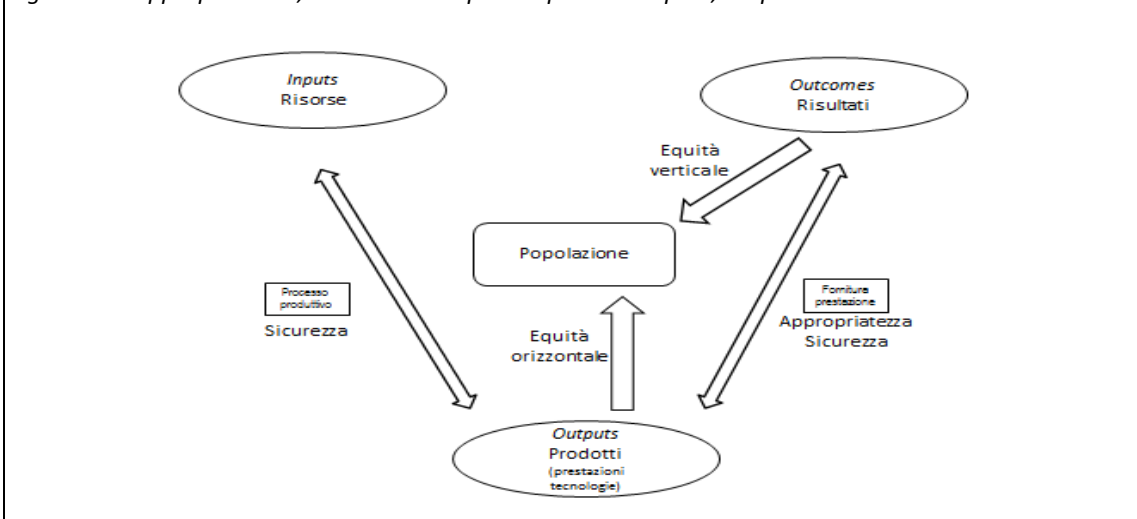 Inputs
Risorse
Outcomes
Risultati
Equità
verticale
Popolazione
Processo
produttivo
Sicurezza
Fornitura
prestazione
Appropriatezza
Sicurezza
Equità
orizzontale
Outputs
Prodotti
(prestazioni
tecnologie)